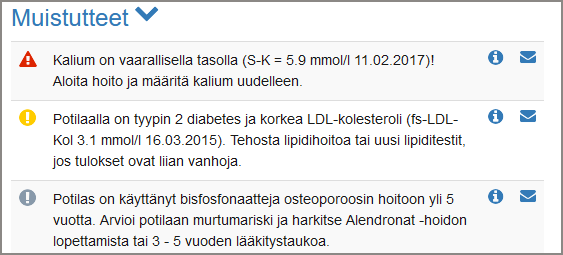 Muistutteet
Kalium on vaarallisella tasolla (S-K = 5.9 mmol/l 11.02.2017)!
Aloita hoito ja määritä kalium uudelleen.
Potilaalla on tyypin 2 diabetes ja korkea LDL-kolesteroli (fs-LDL-
Kol 3.1 mmol/l 16.03.2015). Tehosta lipidihoitoa tai uusi lipiditestit,
jos tulokset ovat liian vanhoja.
Potilas on käyttänyt bisfosfonaatteja osteoporoosin hoitoon yli 5
vuotta. Arvioi potilaan murtumariski ja harkitse Alendronat -hoidon
lopettamista tai 3 - 5 vuoden lääkitystaukoa.